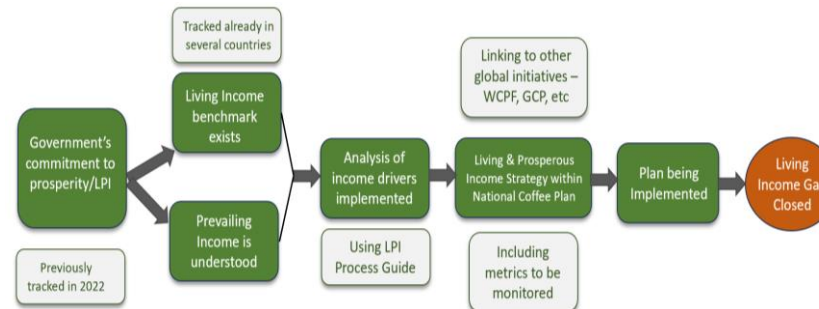 Government's
commitment to
prosperity/LPI
Previously
tracked in 2022
Tracked already in
several countries
Living Income
benchmark
exists
Prevailing
Income is
understood
Analysis of
income drivers
implemented
Using LPI
Process Guide
Linking to other
global initiatives –
WCPF, GCP, etc
Living & Prosperous
Income Strategy within
National Coffee Plan
Including
metrics to be
monitored
Plan being
Implemented
Living
Income Ga
Closed